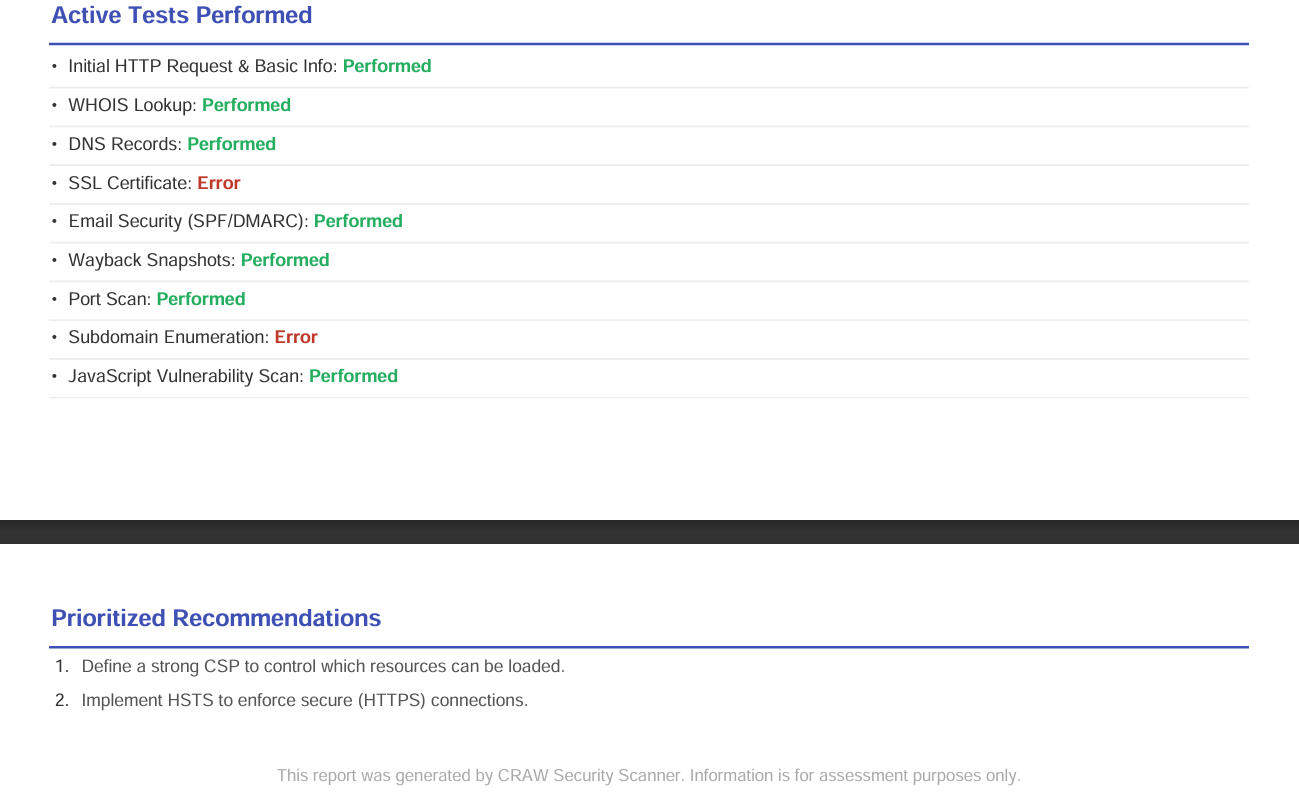 Active Tests Performed
• Initial HTTP Request & Basic Info: Performed
• WHOIS Lookup: Performed
• DNS Records: Performed
• SSL Certificate: Error
• Email Security (SPF/DMARC): Performed
• Wayback Snapshots: Performed
• Port Scan: Performed
• Subdomain Enumeration: Error
• JavaScript Vulnerability Scan: Performed
Prioritized Recommendations
1. Define a strong CSP to control which resources can be loaded.
2. Implement HSTS to enforce secure (HTTPS) connections.
This report was generated by CRAW Security Scanner. Information is for assessment purposes only.